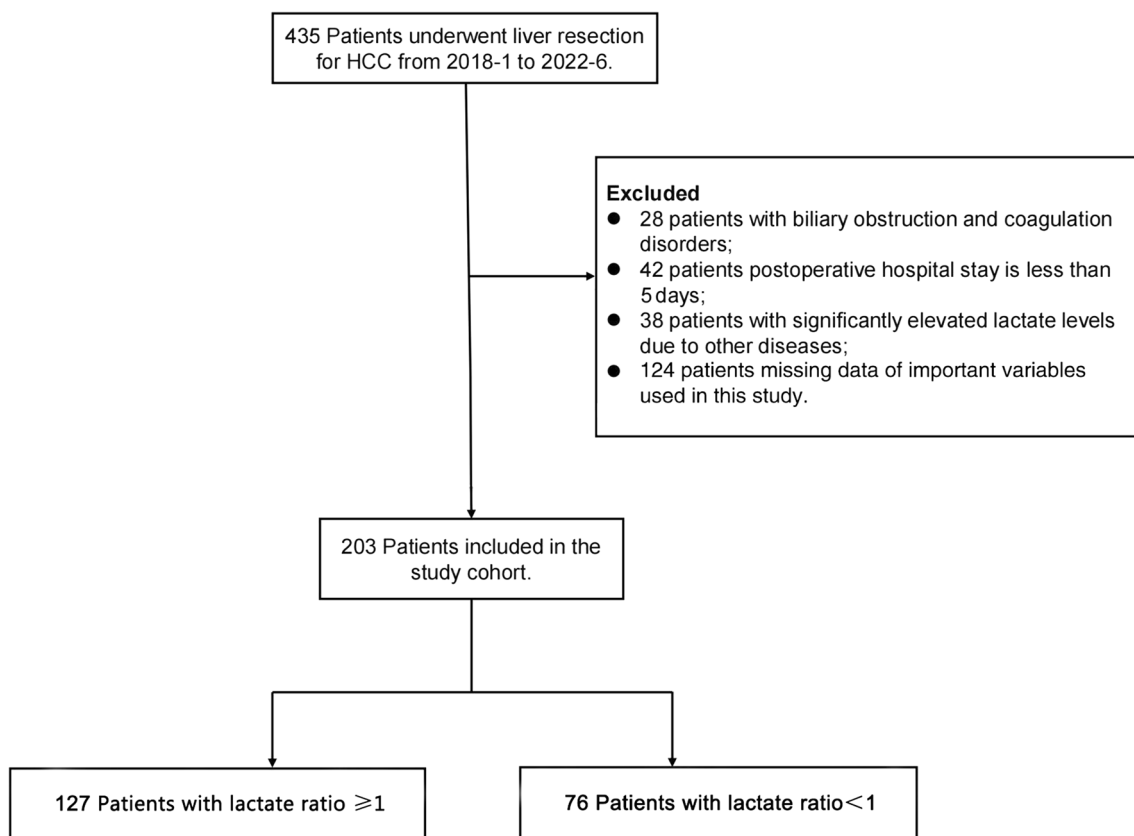 435 Patients underwent liver resection
for HCC from 2018-1 to 2022-6.
Excluded
● 28 patients with biliary obstruction and coagulation
disorders;
● 42 patients postoperative hospital stay is less than
5 days;
● 38 patients with significantly elevated lactate levels
due to other diseases;
● 124 patients missing data of important variables
used in this study.
203 Patients included in the
study cohort.
127 Patients with lactate ratio ⩾1
76 Patients with lactate ratio<1